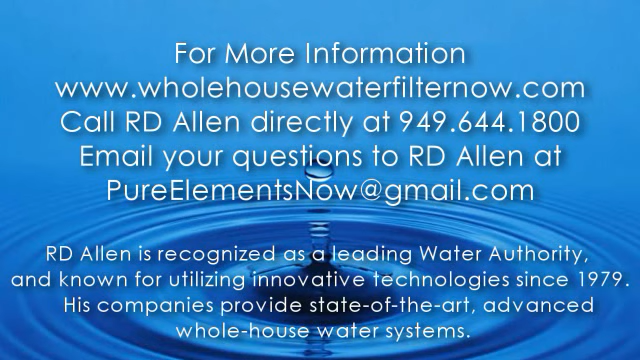 For More Information
www.wholehousewaterfilternow.com
Call RD Allen directly at 949.644.1800
Email your questions to RD Allen at
PureElementsNow@gmail.com
RD Allen is recognized as a leading Water Authority,
and known for utilizing innovative technologies since 1979.
His companies provide state-of-the-art, advanced
whole-house water systems.